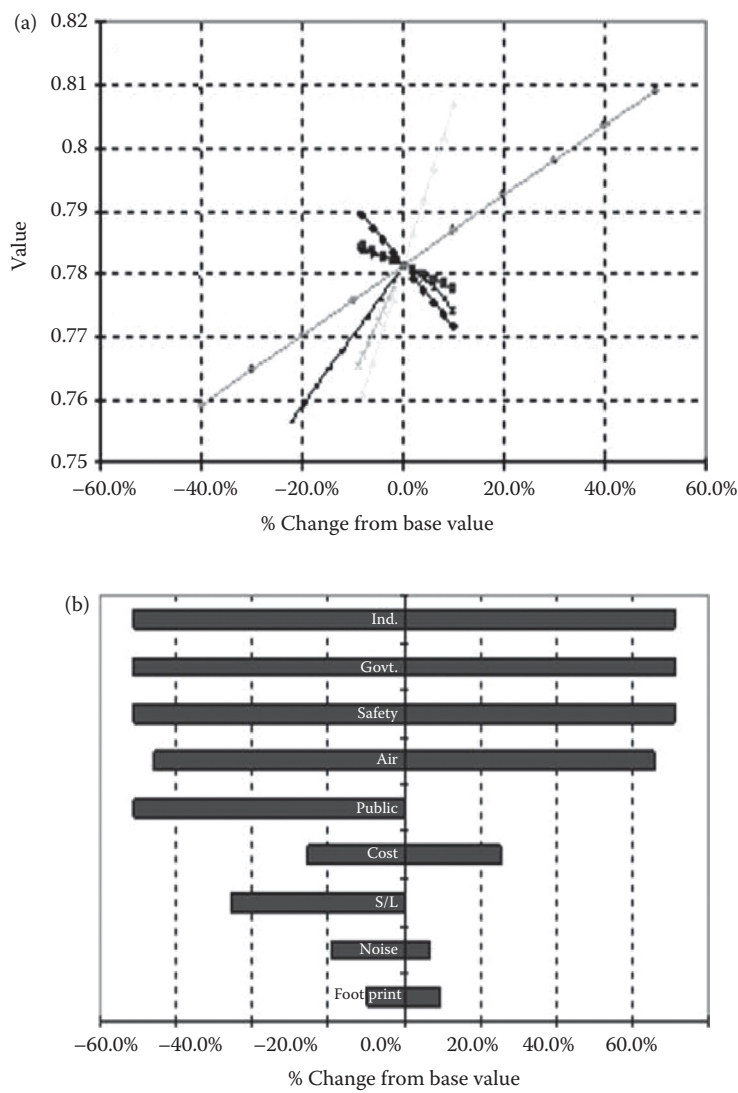 (a)
0.82
0.81
0.8
0.79
0.78
0.77
0.76
0.75
Value
−60.0% −40.0% −20.0% 0.0% 20.0% 40.0% 60.0%
% Change from base value
(b)
Ind.
Govt.
Safety
Air
Public
Cost
S/L
Noise
Foot print
−60.0% −40.0% −20.0% 0.0% 20.0% 40.0% 60.0%
% Change from base value